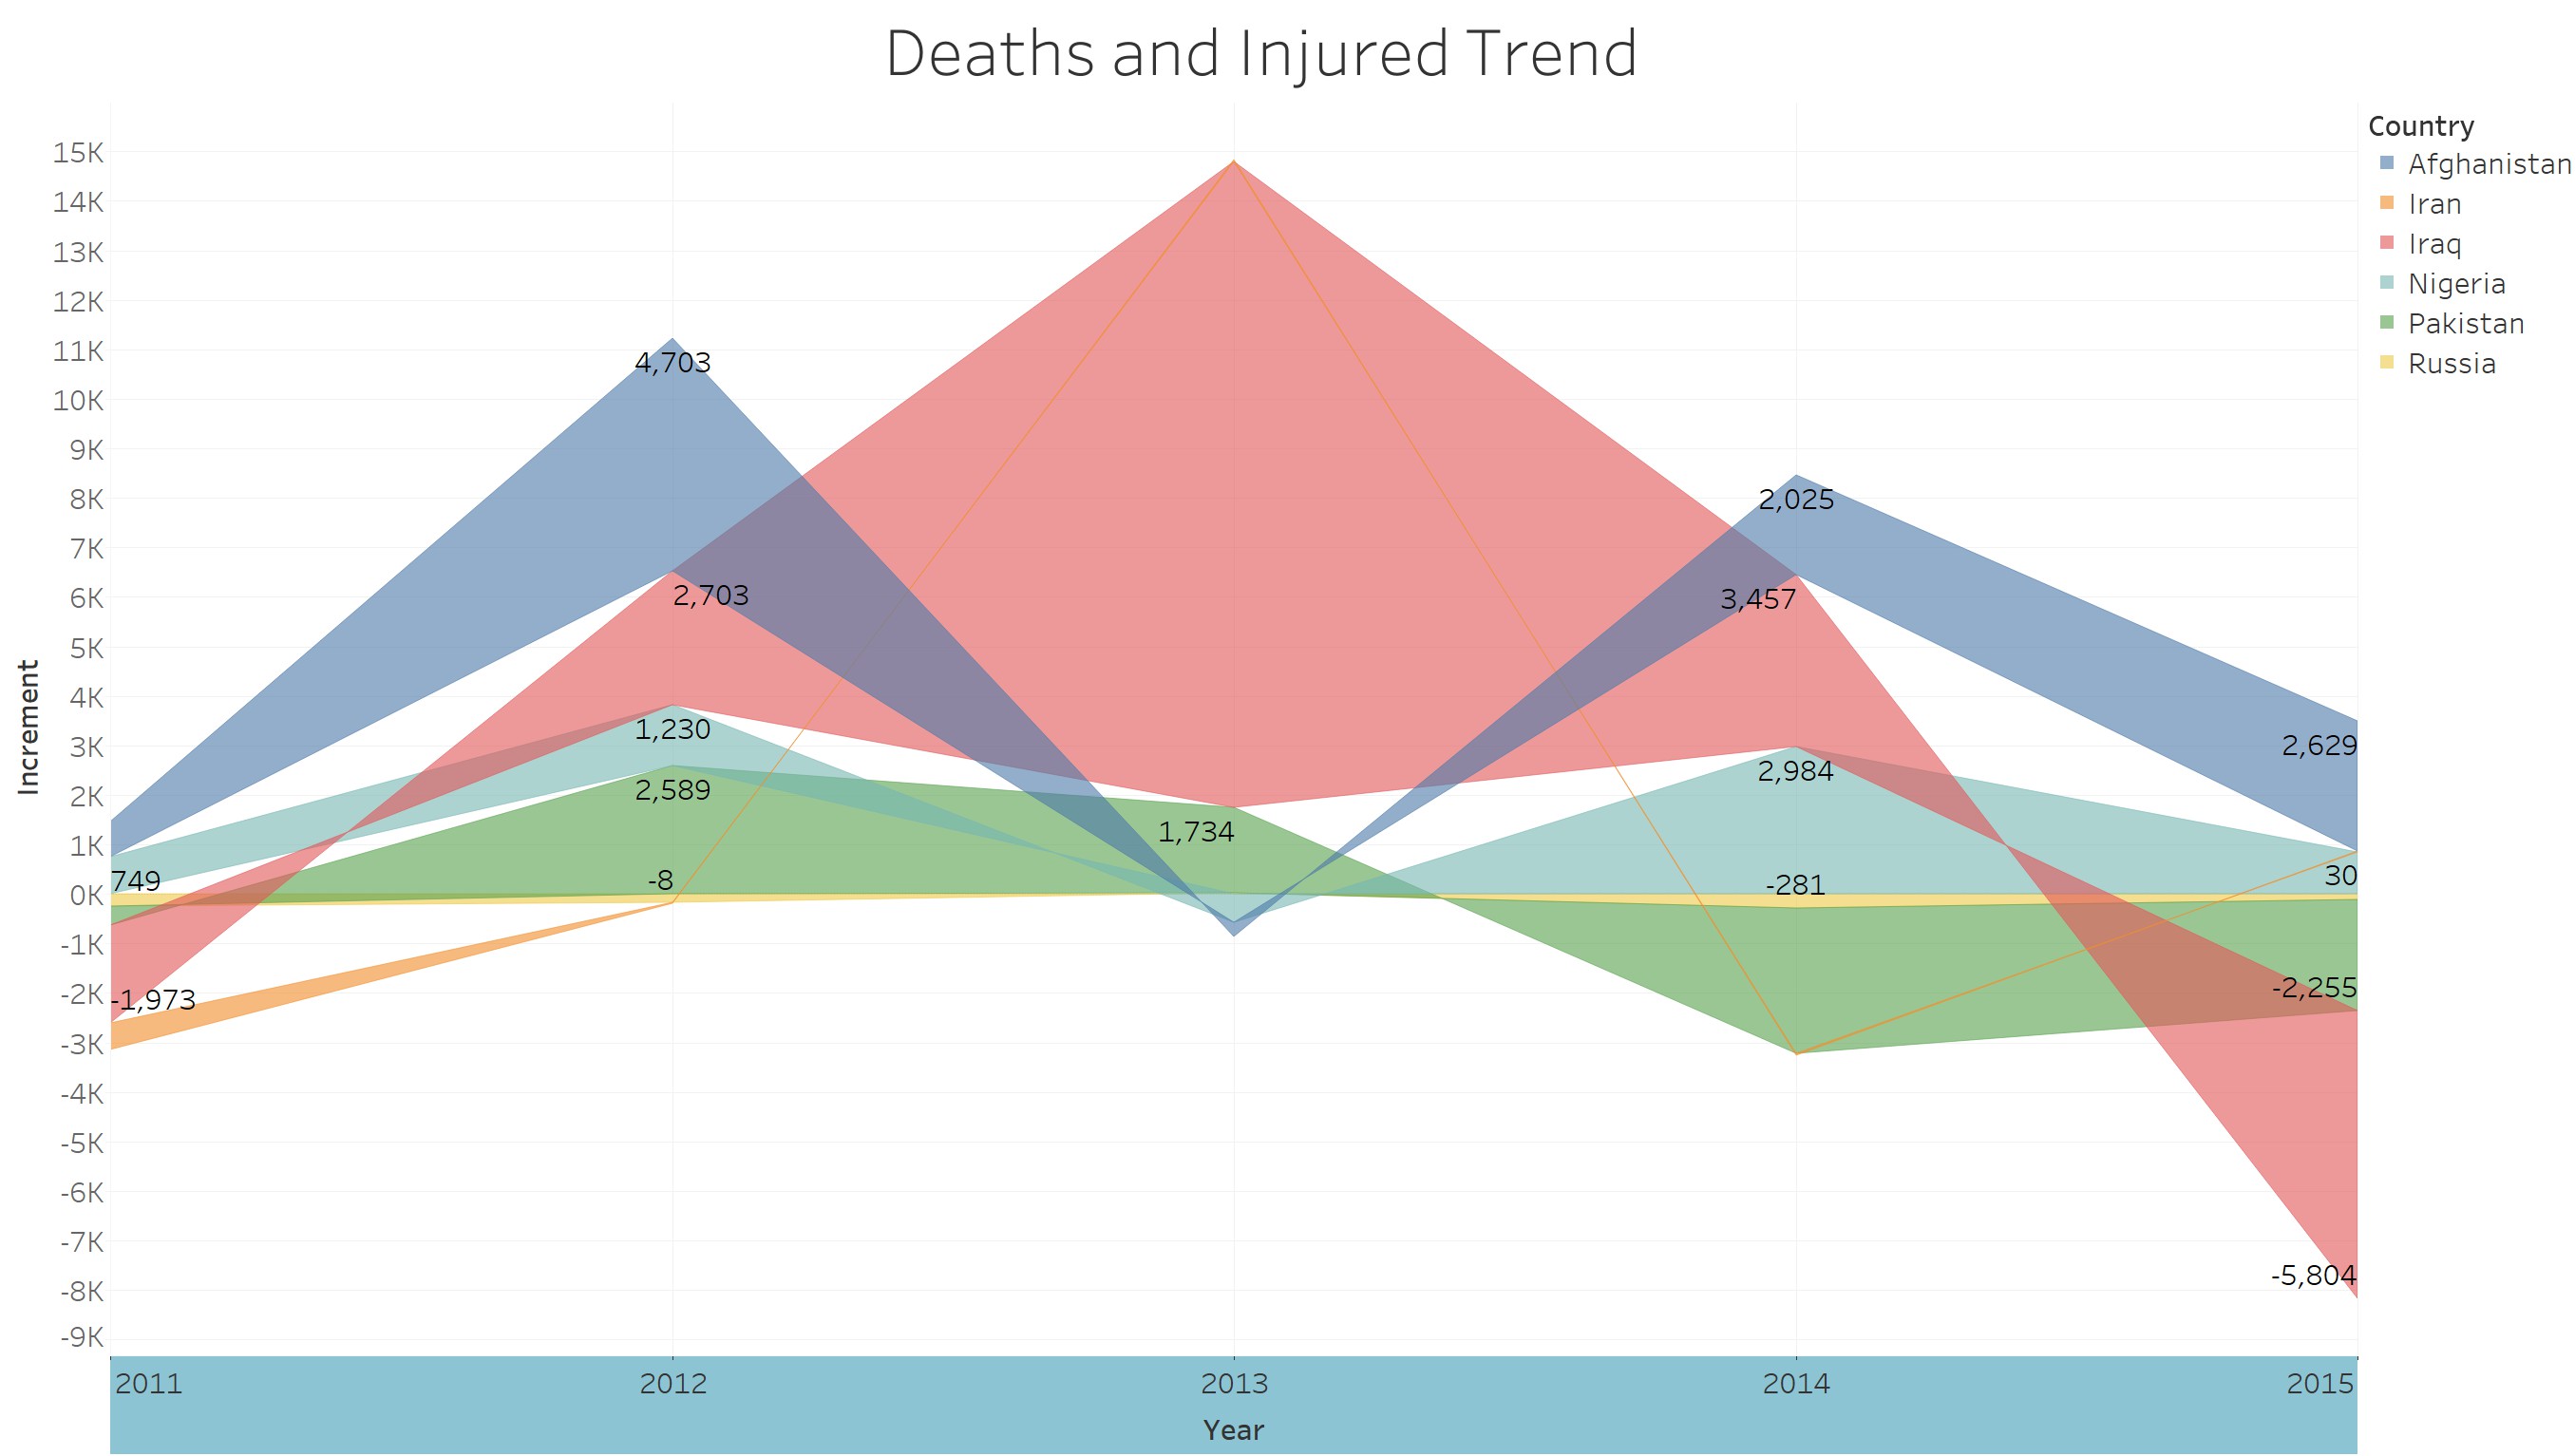 Deaths and Injured Trend
Country
Afghanistan
Iran
Iraq
Nigeria
Pakistan
Russia
Increment
15K
14K
13K
12K
11K
10K
9K
8K
7K
6K
5K
4K
3K
2K
1K
0K
-1K
-2K
-3K
-4K
-5K
-6K
-7K
-8K
-9K
749
-1,973
4,703
2,703
1,230
2,589
-8
1,734
2,025
3,457
2,984
-281
2,629
30
-2,255
-5,804
2011
2012
2013
2014
2015
Year